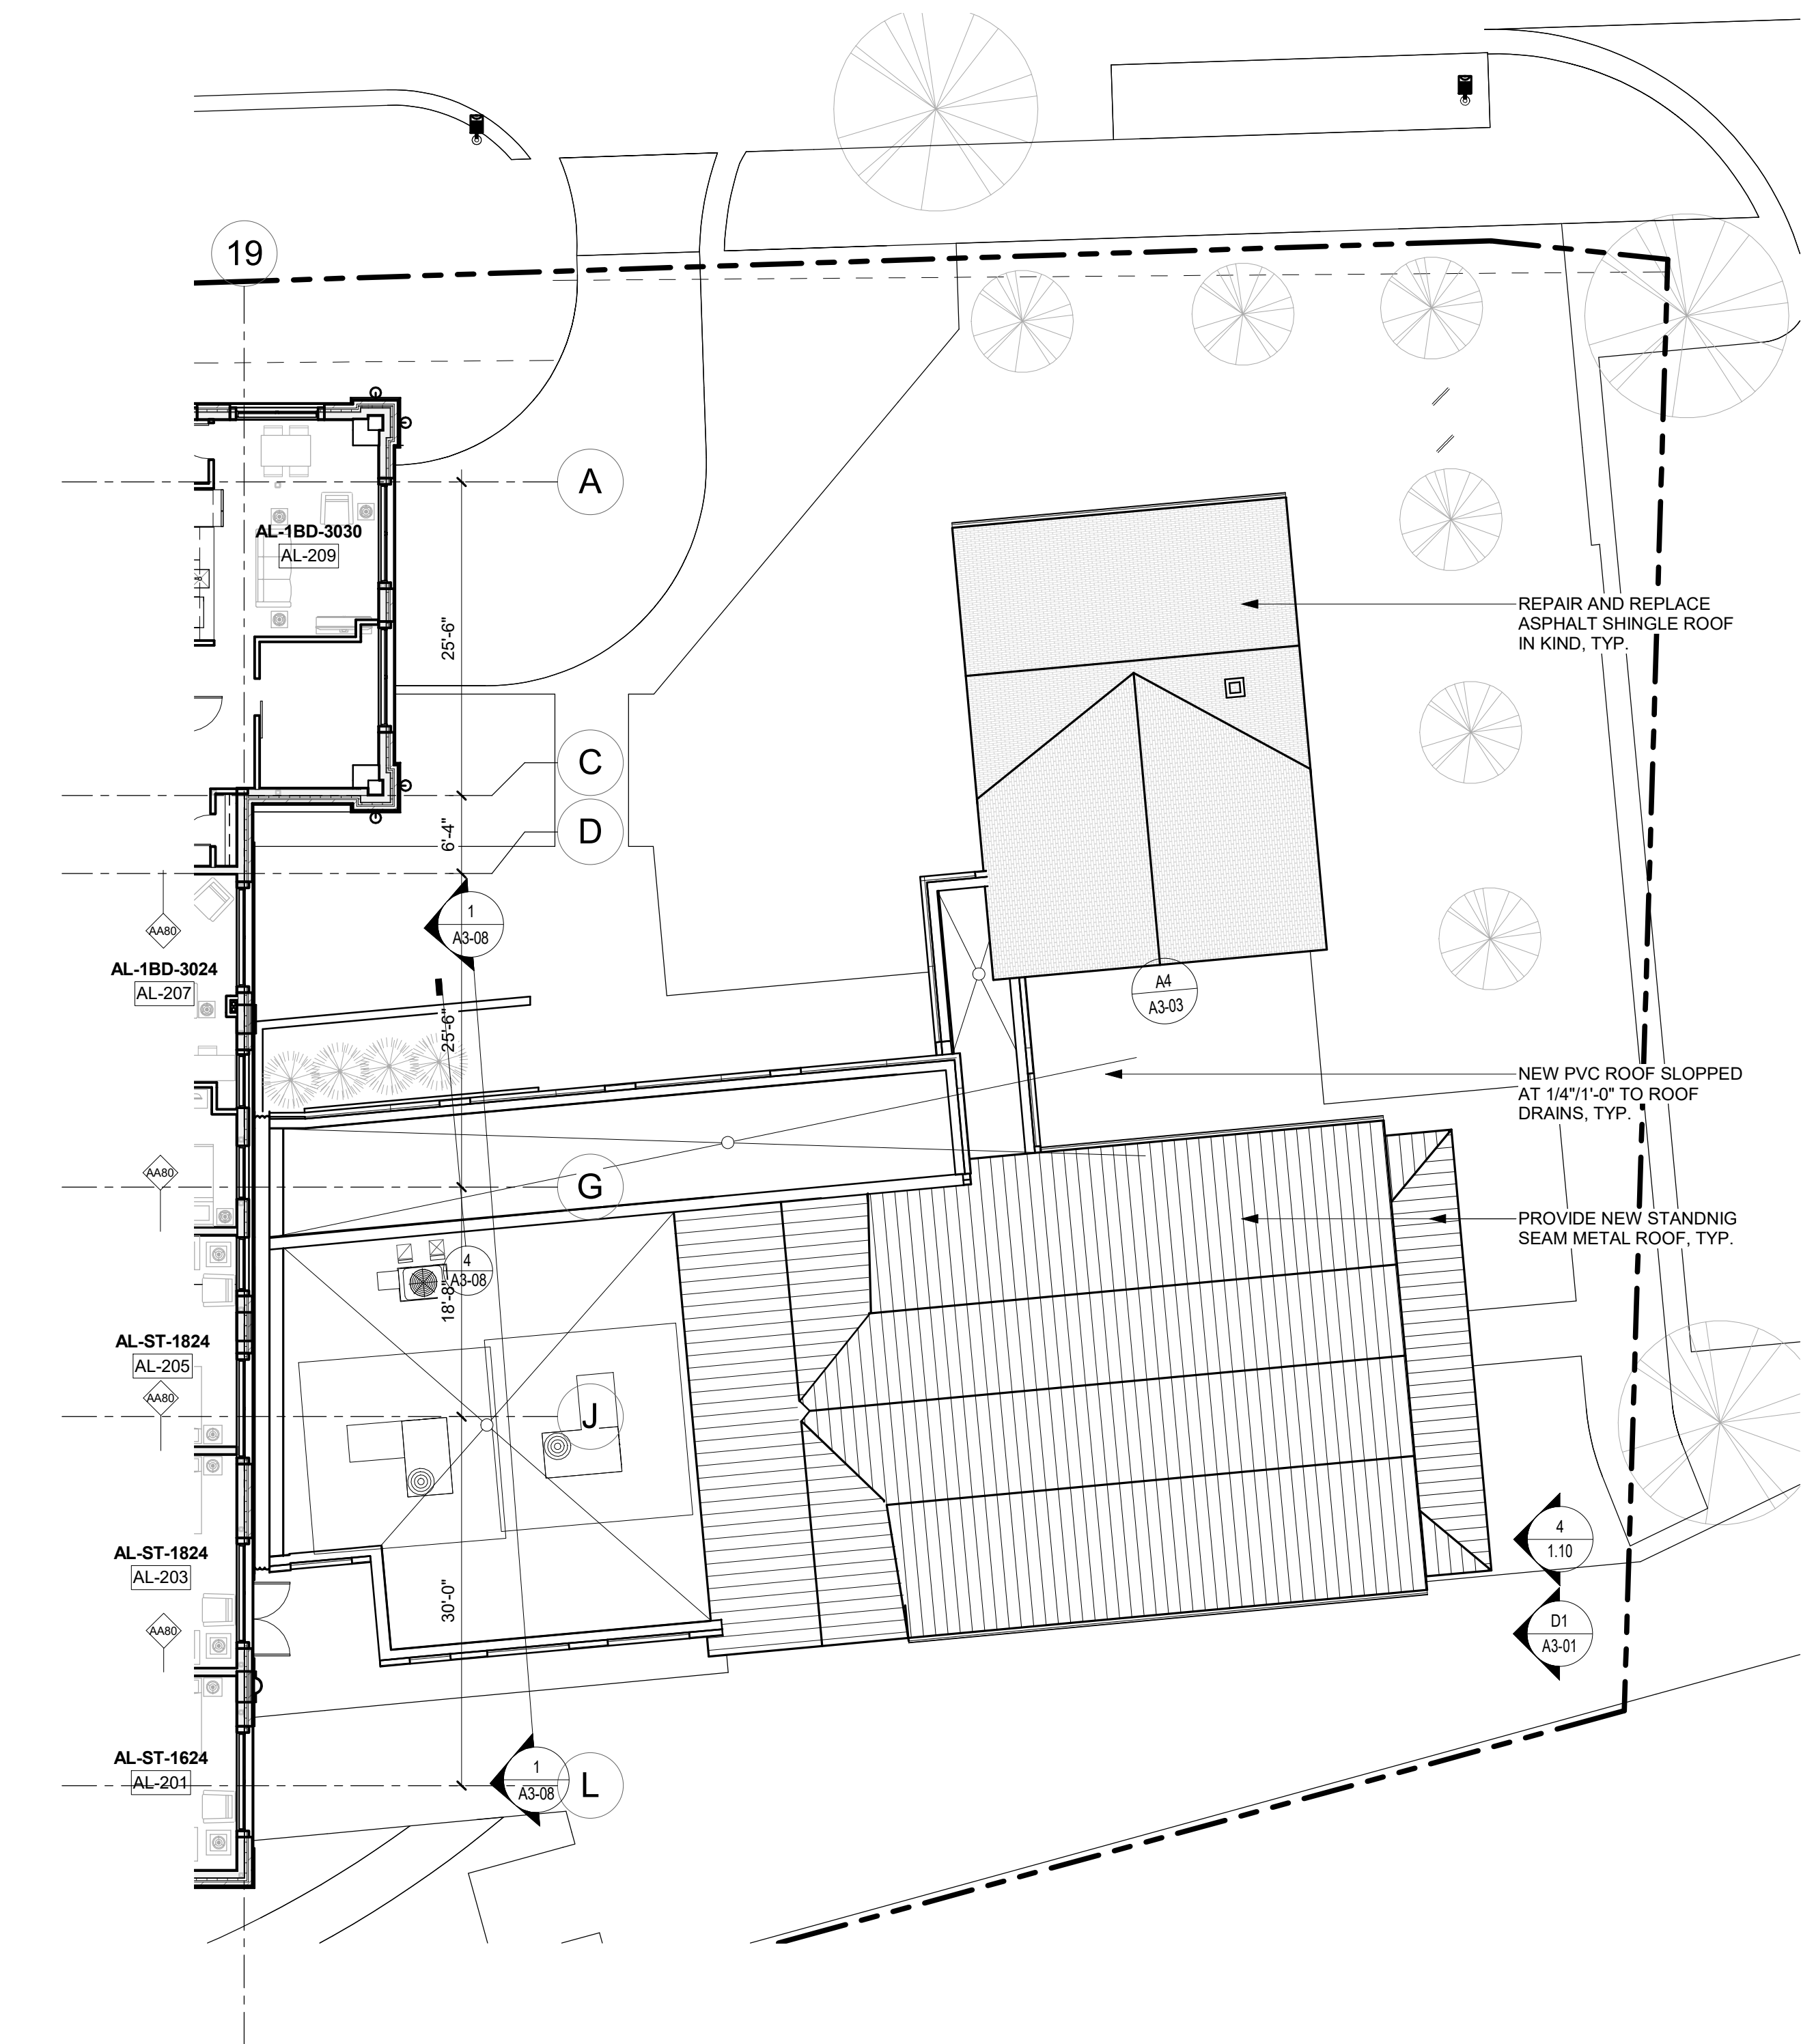 19
A
AL-1BD-3030
AL-209
25'-6"
REPAIR AND REPLACE
ASPHALT SHINGLE ROOF
IN KIND, TYP.
C
D
6'-4"
1
A3-08
AA80
AL-1BD-3024
AL-207
25'-6"
A4
A3-03
NEW PVC ROOF SLOPPED
AT 1/4"/1'-0" TO ROOF
DRAINS, TYP.
AA80
G
PROVIDE NEW STANDNIG
SEAM METAL ROOF, TYP.
4
A3-08
18'-8"
AL-ST-1824
AL-205
AA80
J
4
1.10
AL-ST-1824
AL-203
30'-0"
AA80
D1
A3-01
AL-ST-1624
AL-201
1
A3-08
L